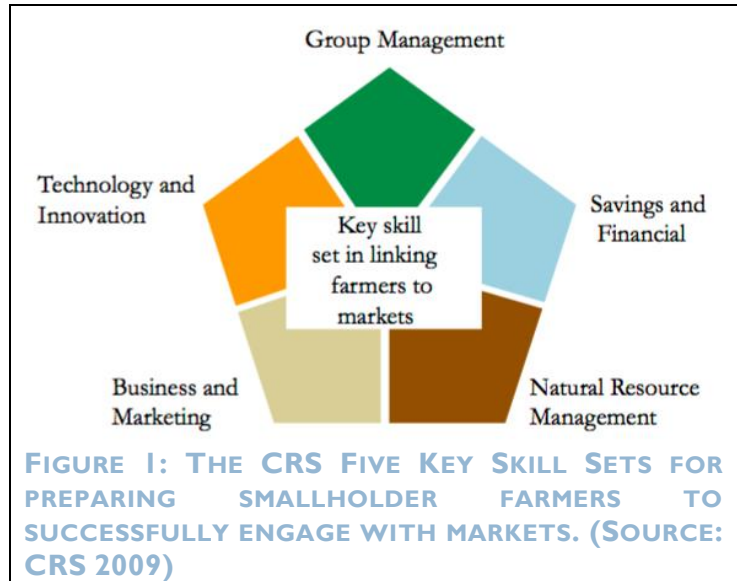 Group Management
Technology and
Innovation
Savings and
Financial
Key skill
set in linking
farmers to
markets
Business and
Marketing
Natural Resource
Management
FIGURE 1: THE CRS FIVE KEY SKILL SETS FOR
PREPARING SMALLHOLDER FARMERS TO
SUCCESSFULLY ENGAGE WITH MARKETS. (SOURCE:
CRS 2009)